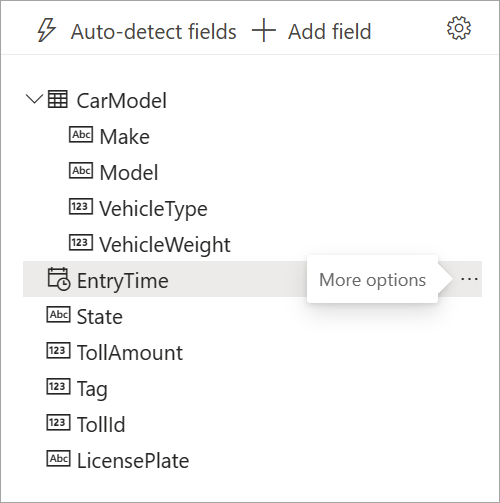 Auto-detect fields Add field
CarModel
Abc Make
Abc Model
123 VehicleType
123 VehicleWeight
EntryTime More options ...
Abc State
123 TollAmount
123 Tag
123 TollId
Abc LicensePlate